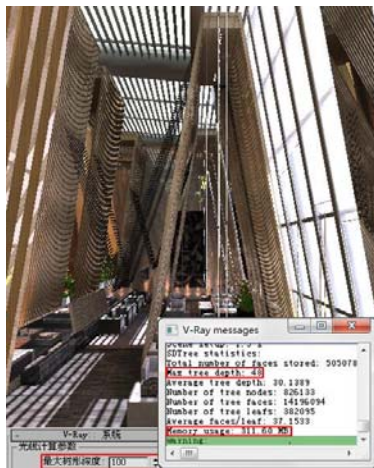 V-Ray messages
Scene setup: 1.5 s
SDTree statistics:
Total number of faces stored: 505078
Max tree depth: 48
Average tree depth: 30.1389
Number of tree nodes: 826133
Number of tree faces: 14196094
Number of tree leafs: 382095
Average faces/leaf: 37.1533
Memory usage: 311.60 MB
warning:
V-Ray:: 系统
光线计算参数
最大树形深度: 100